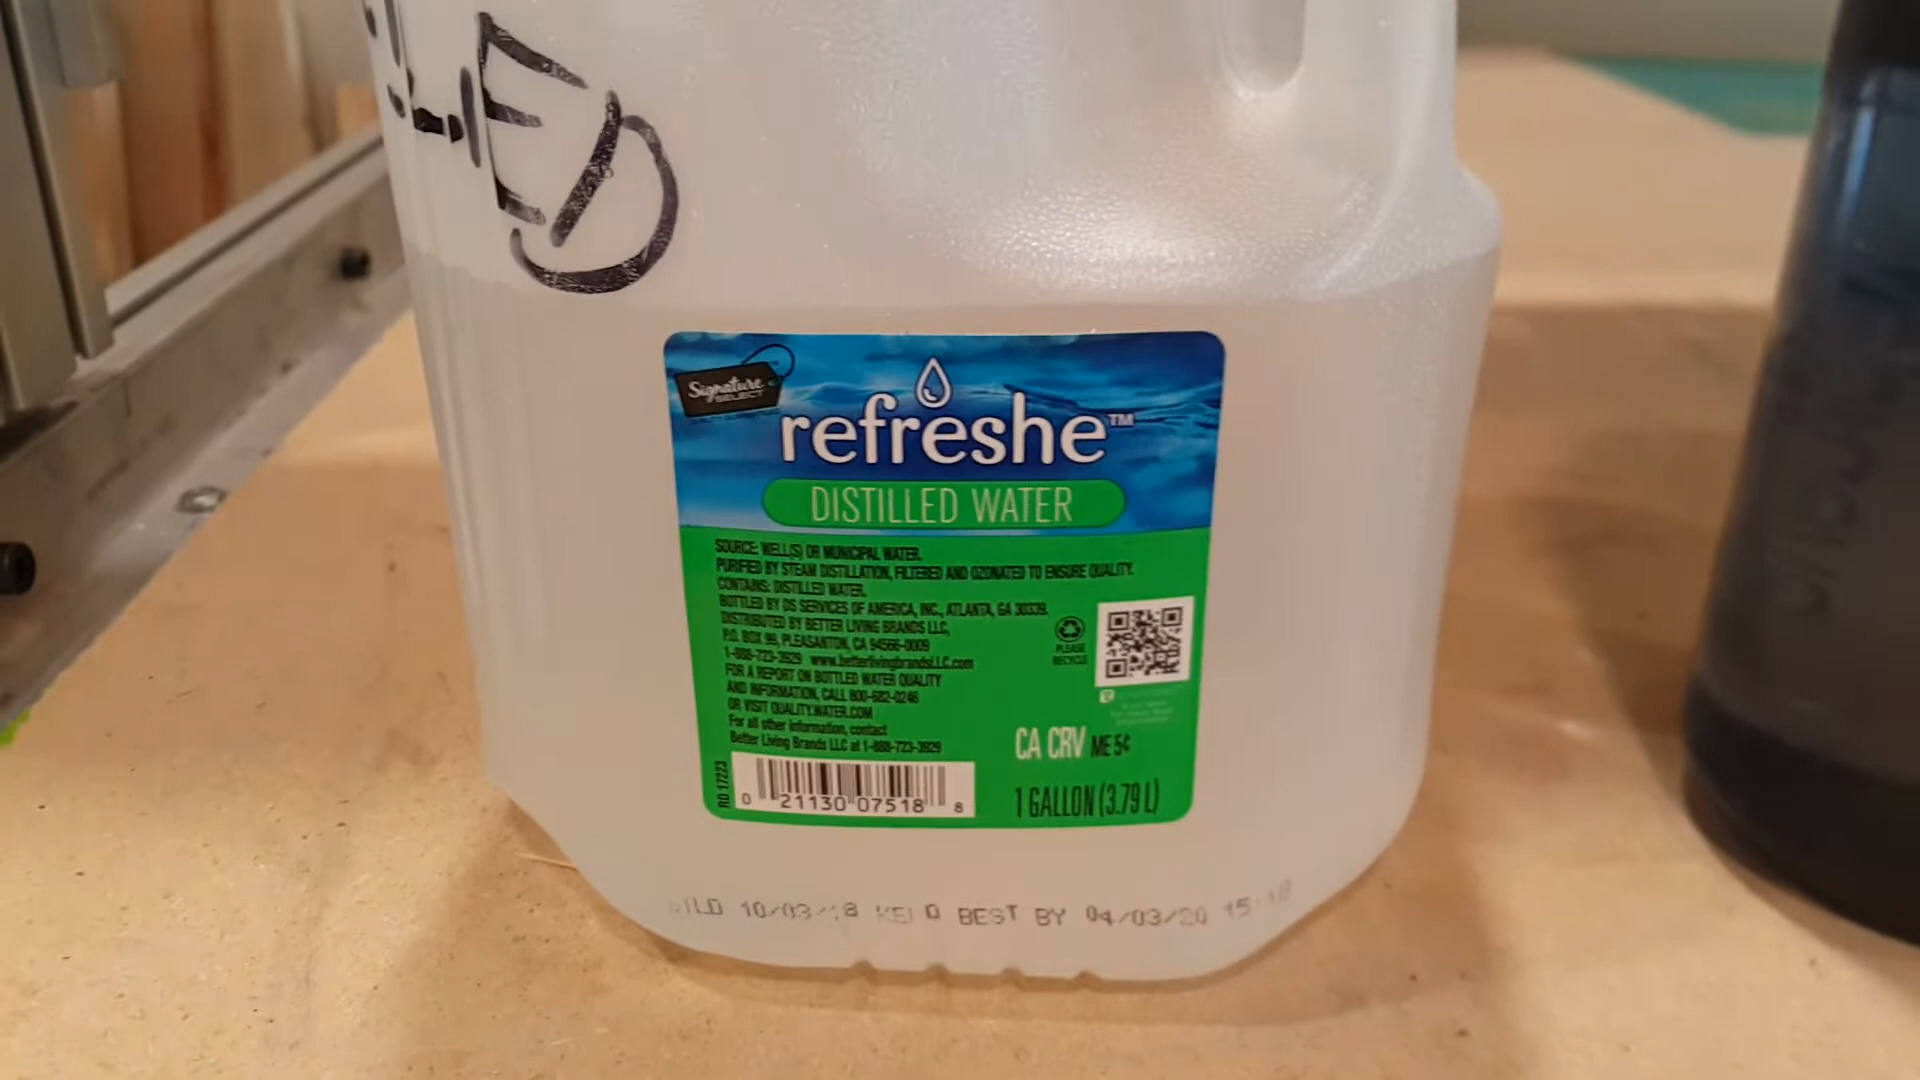 LED
Signature
SELECT
refreshe™
DISTILLED WATER
SOURCE: WELL(S) OR MUNICIPAL WATER.
PURIFIED BY STEAM DISTILLATION, FILTERED AND OZONATED TO ENSURE QUALITY.
CONTAINS: DISTILLED WATER.
BOTTLED BY DS SERVICES OF AMERICA, INC., ATLANTA, GA 30339.
DISTRIBUTED BY BETTER LIVING BRANDS LLC,
P.O. BOX 99, PLEASANTON, CA 94566-0009
1-888-723-3929 www.betterlivingbrandsLLC.com
FOR A REPORT ON BOTTLED WATER QUALITY
AND INFORMATION, CALL 800-682-0246
OR VISIT QUALITY.WATER.COM
For all other information, contact
Better Living Brands LLC at 1-888-723-3929
PLEASE
RECYCLE
CA CRV ME 5¢
RD 17223
0 21130 07518 8
1 GALLON (3.79 L)
10/03/18 BEST BY 04/03/20 15:18